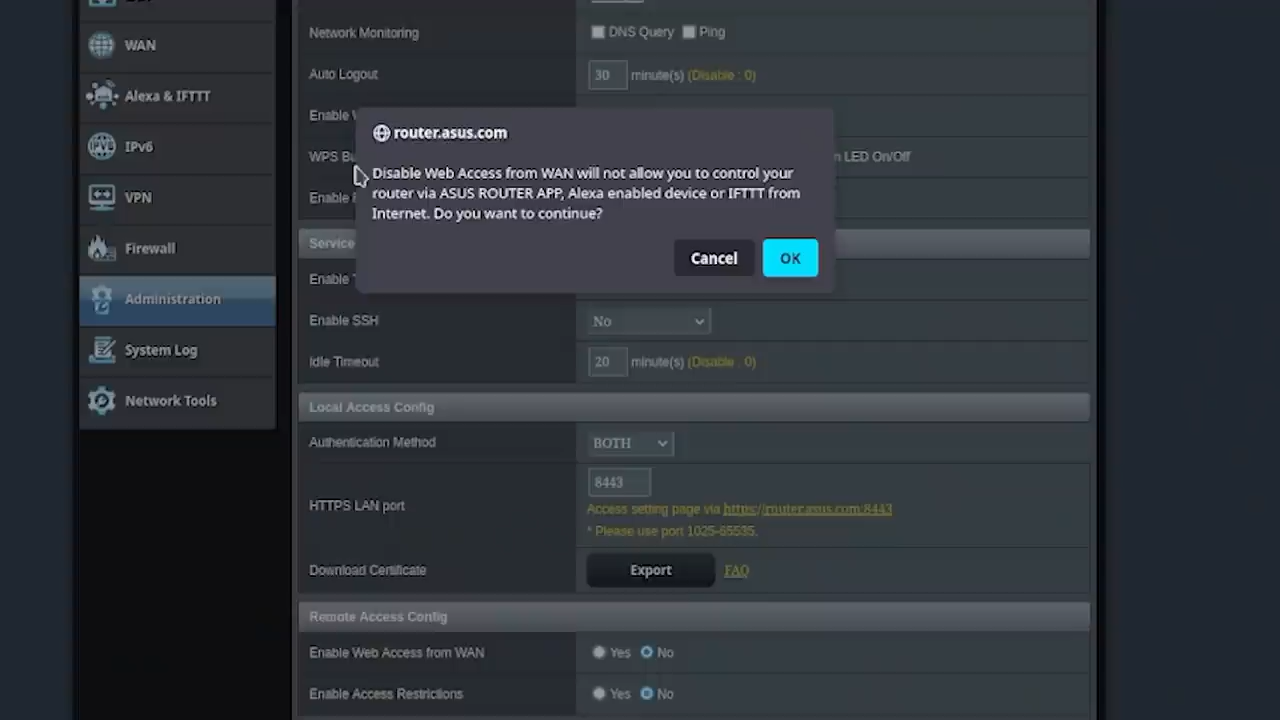 WAN
Alexa & IFTTT
IPv6
VPN
Firewall
Administration
System Log
Network Tools
Network Monitoring
DNS Query Ping
Auto Logout
30 minute(s) (Disable : 0)
Enable
WPS
LED On/Off
Enable
router.asus.com
Disable Web Access from WAN will not allow you to control your
router via ASUS ROUTER APP, Alexa enabled device or IFTTT from
Internet. Do you want to continue?
Cancel
OK
Service
Enable
Enable SSH
No
Idle Timeout
20 minute(s) (Disable : 0)
Local Access Config
Authentication Method
BOTH
HTTPS LAN port
8443
Access setting page via https://router.asus.com:8443
* Please use port 1025-65535.
Download Certificate
Export
FAQ
Remote Access Config
Enable Web Access from WAN
Yes No
Enable Access Restrictions
Yes No